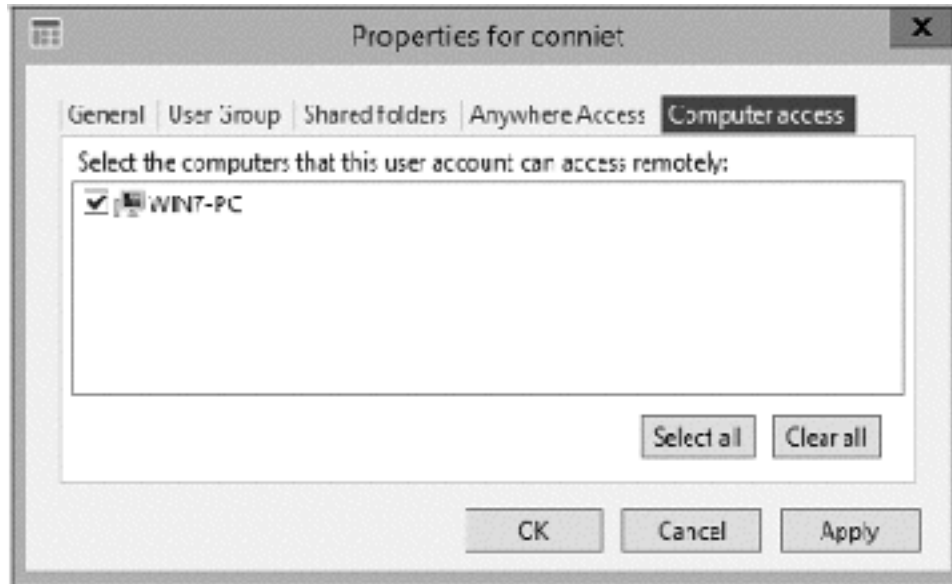 Properties for conniet
X
General User Group Shared folders Anywhere Access Computer access
Select the computers that this user account can access remotely:
WIN7-PC
Select all Clear all
OK Cancel Apply